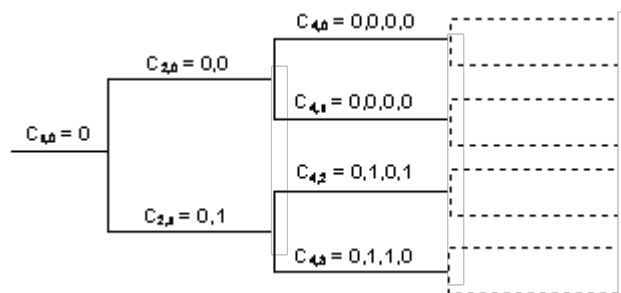 C4,0 = 0,0,0,0
C2,0 = 0,0
C4,1 = 0,0,0,0
C1,0 = 0
C4,2 = 0,1,0,1
C2,1 = 0,1
C4,3 = 0,1,1,0